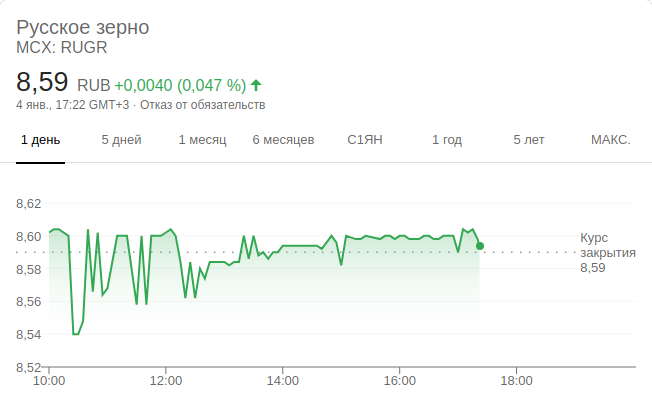 Русское зерно
MCX: RUGR
8,59 RUB +0,0040 (0,047 %)
4 янв., 17:22 GMT+3 · Отказ от обязательств
1 день 5 дней 1 месяц 6 месяцев С1ЯН 1 год 5 лет МАКС.
8,62
8,60
8,58
8,56
8,54
8,52
Курс
закрытия
8,59
10:00 12:00 14:00 16:00 18:00